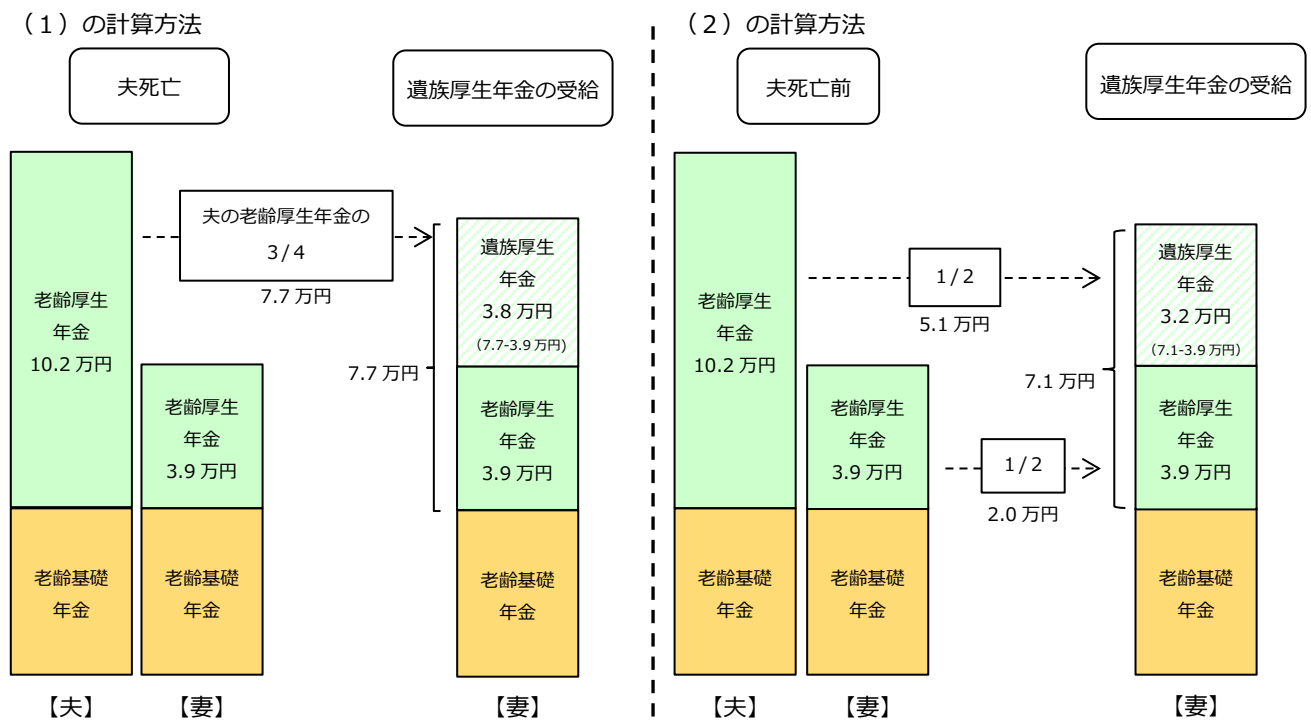 （１）の計算方法
夫死亡
遺族厚生年金の受給
老齢厚生
年金
10.2 万円
夫の老齢厚生年金の
3/4
7.7 万円
老齢厚生
年金
3.9 万円
7.7 万円
遺族厚生
年金
3.8 万円
(7.7-3.9 万円)
老齢厚生
年金
3.9 万円
老齢基礎
年金
老齢基礎
年金
老齢基礎
年金
【夫】
【妻】
【妻】
（２）の計算方法
夫死亡前
遺族厚生年金の受給
老齢厚生
年金
10.2 万円
1/2
5.1 万円
老齢厚生
年金
3.9 万円
1/2
2.0 万円
7.1 万円
遺族厚生
年金
3.2 万円
(7.1-3.9 万円)
老齢厚生
年金
3.9 万円
老齢基礎
年金
老齢基礎
年金
老齢基礎
年金
【夫】
【妻】
【妻】